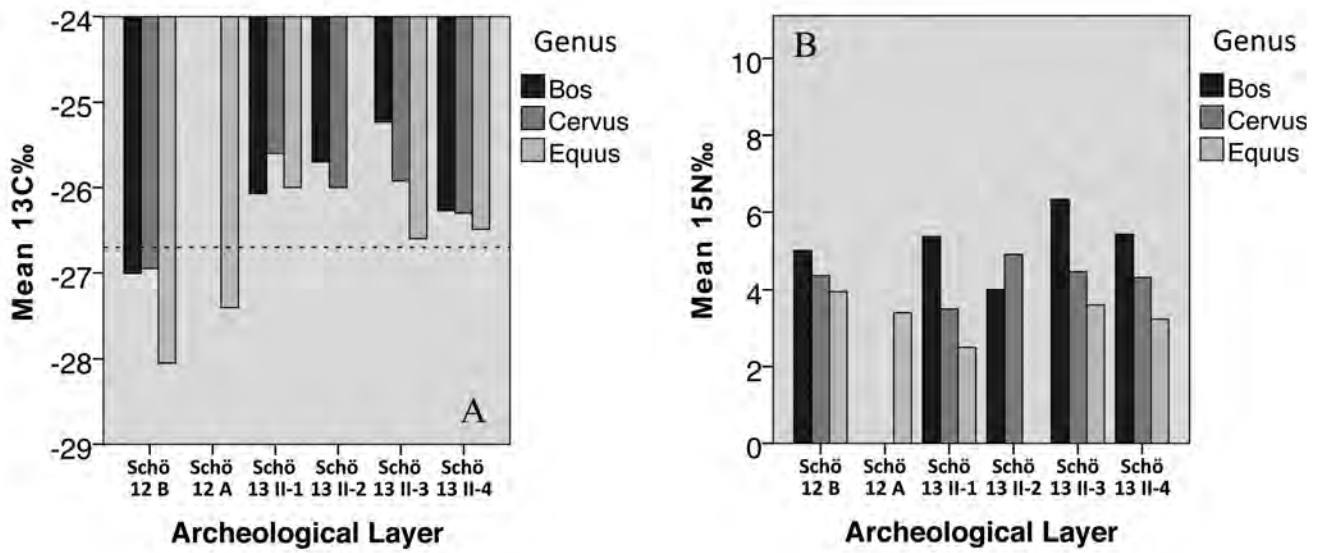 Mean 13C‰
-24
-25
-26
-27
-28
-29
A
Schö 12 B
Schö 12 A
Schö 13 II-1
Schö 13 II-2
Schö 13 II-3
Schö 13 II-4
Archeological Layer
Genus
Bos
Cervus
Equus
B
Mean 15N‰
10
8
6
4
2
0
Schö 12 B
Schö 12 A
Schö 13 II-1
Schö 13 II-2
Schö 13 II-3
Schö 13 II-4
Archeological Layer
Genus
Bos
Cervus
Equus